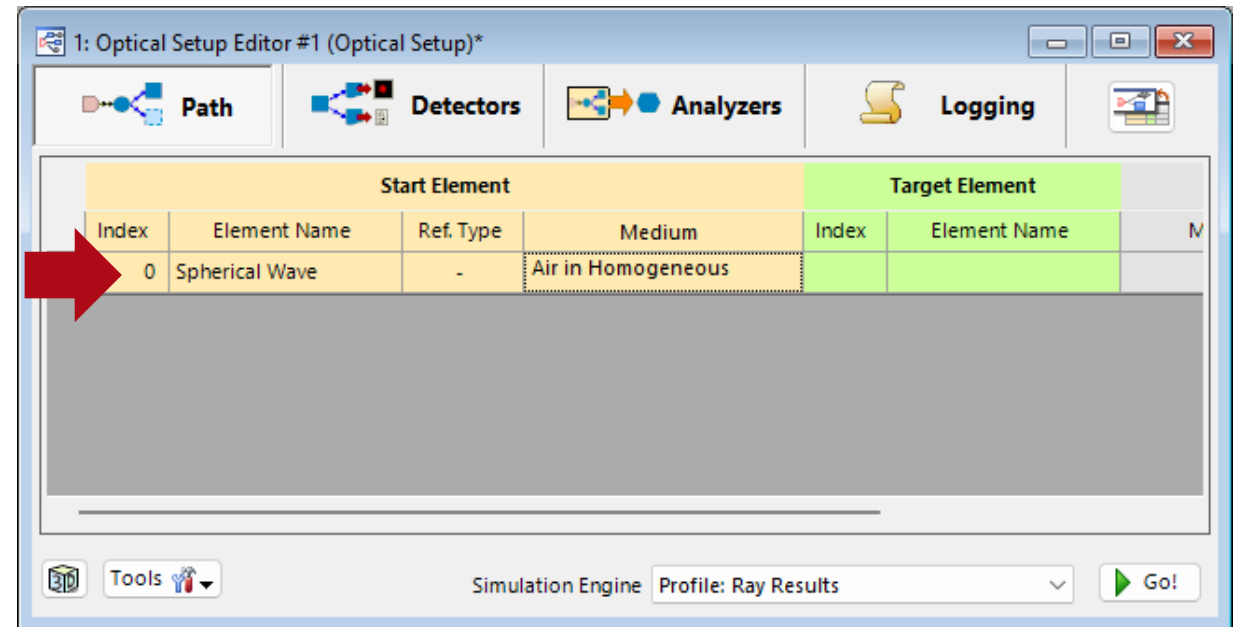 1: Optical Setup Editor #1 (Optical Setup)*
Path Detectors Analyzers Logging
Start Element Target Element
Index Element Name Ref. Type Medium Index Element Name M
0 Spherical Wave - Air in Homogeneous
3D Tools Simulation Engine Profile: Ray Results Go!